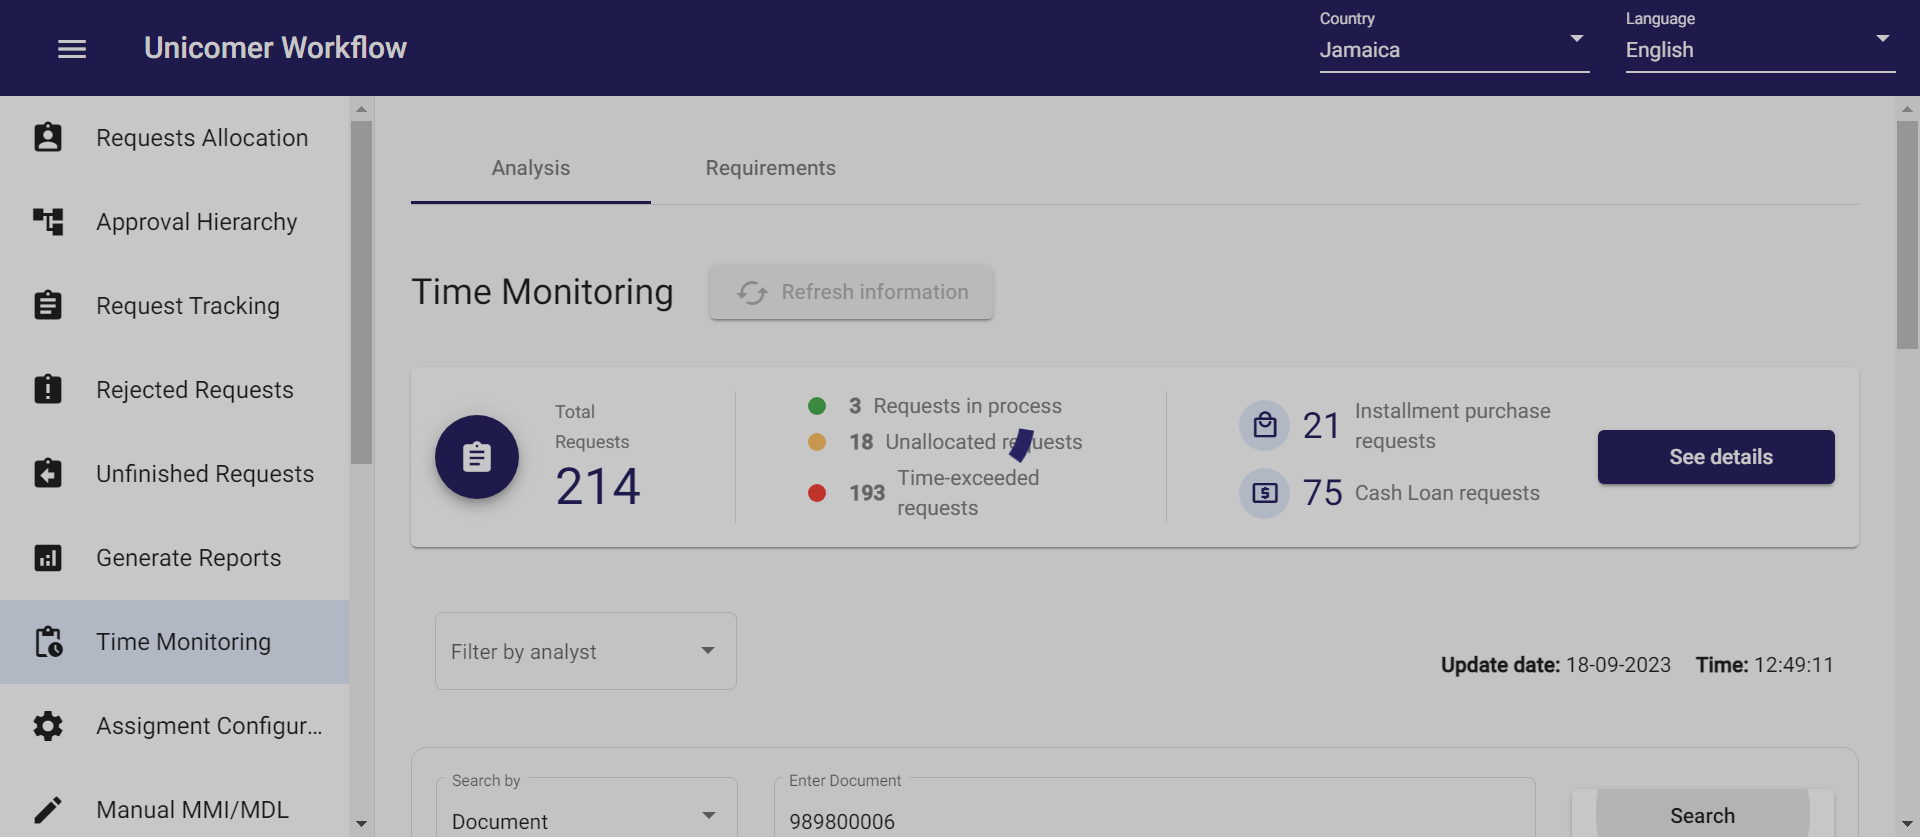 Unicomer Workflow
Country
Jamaica
Language
English
Requests Allocation
Approval Hierarchy
Request Tracking
Rejected Requests
Unfinished Requests
Generate Reports
Time Monitoring
Assigment Configur...
Manual MMI/MDL
Analysis
Requirements
Time Monitoring
Refresh information
Total
Requests
214
3 Requests in process
18 Unallocated requests
193 Time-exceeded
requests
21 Installment purchase
requests
75 Cash Loan requests
See details
Filter by analyst
Update date: 18-09-2023 Time: 12:49:11
Search by
Document
Enter Document
989800006
Search